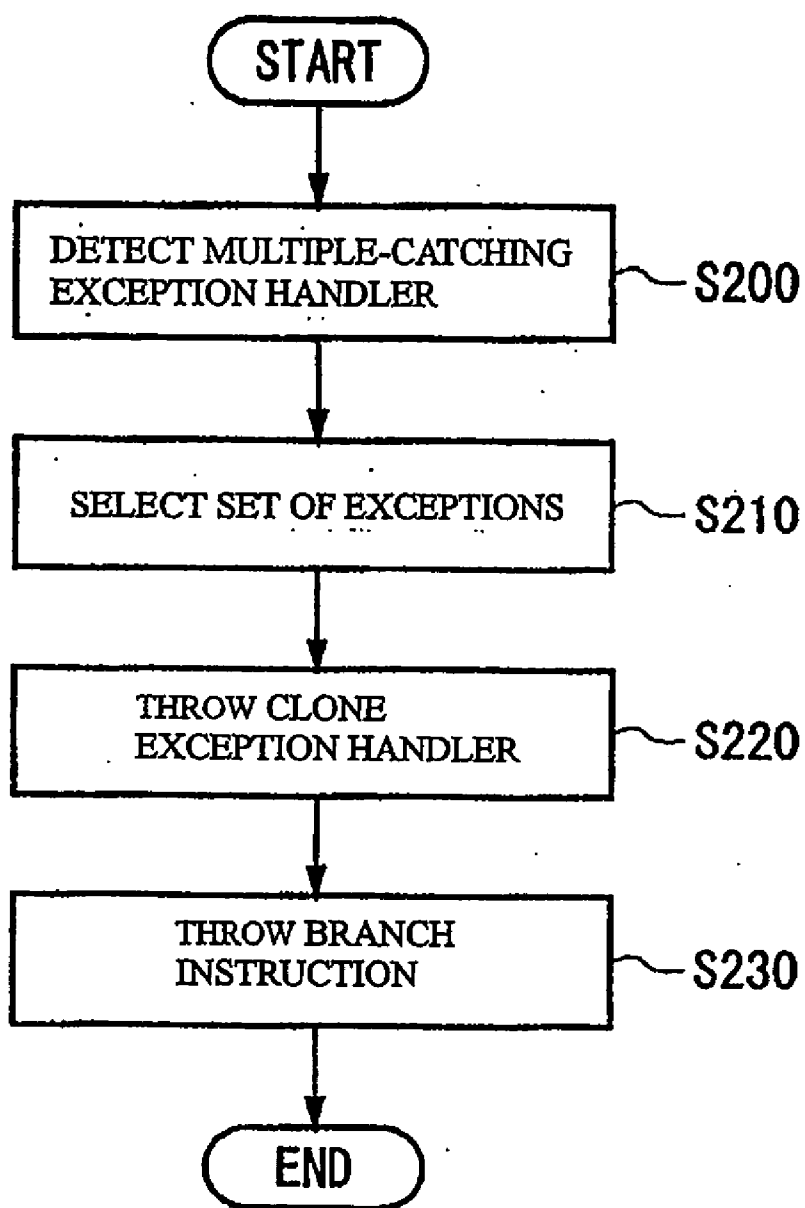 START
DETECT MULTIPLE-CATCHING
EXCEPTION HANDLER
S200
SELECT SET OF EXCEPTIONS
S210
THROW CLONE
EXCEPTION HANDLER
S220
THROW BRANCH
INSTRUCTION
S230
END